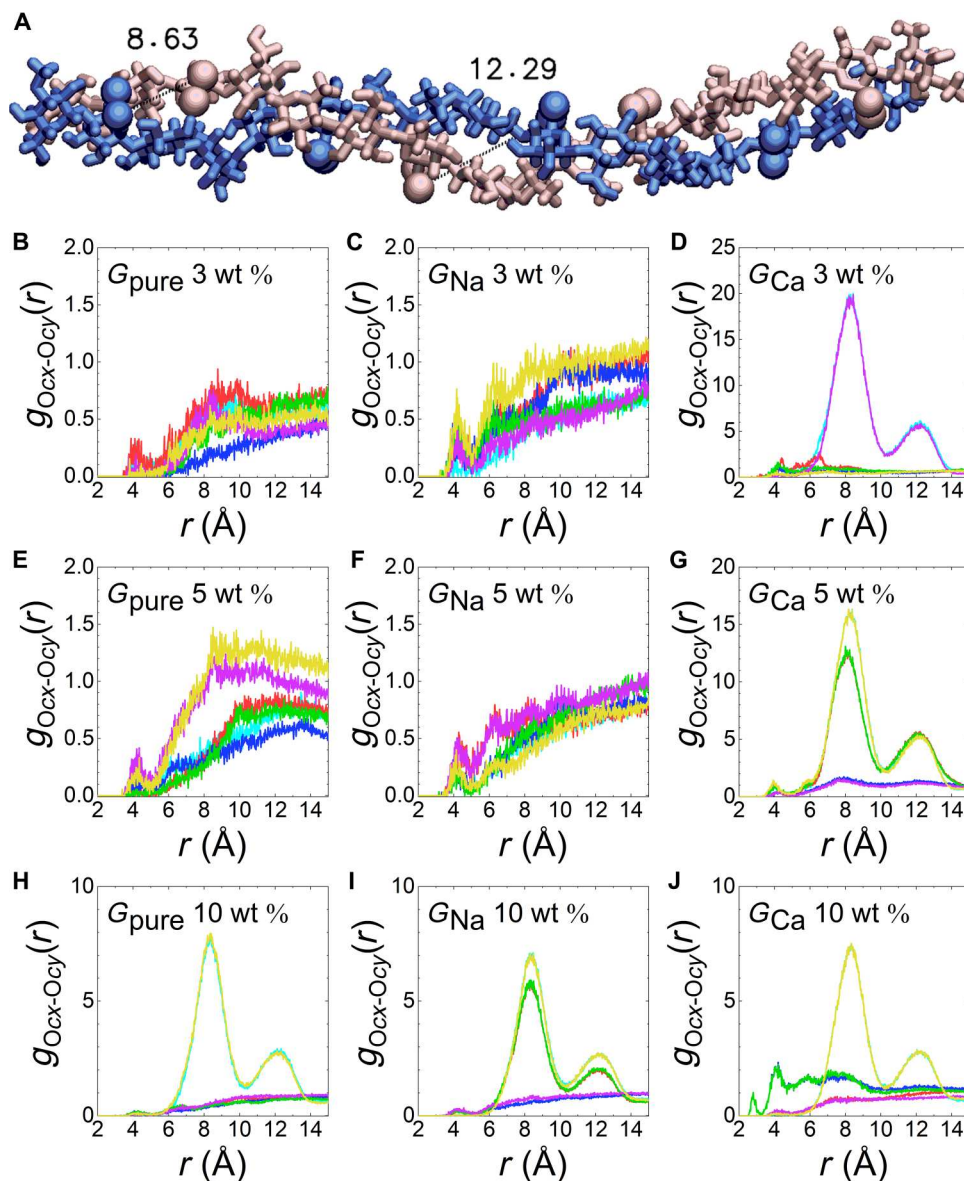 A
8.63
12.29
B
C
D
2.0
1.5
1.0
0.5
0.0
gOcx-Ocy(r)
Gpure 3 wt %
2 4 6 8 10 12 14
r (Å)
2.0
1.5
1.0
0.5
0.0
gOcx-Ocy(r)
GNa 3 wt %
2 4 6 8 10 12 14
r (Å)
25
20
15
10
5
0
gOcx-Ocy(r)
GCa 3 wt %
2 4 6 8 10 12 14
r (Å)
E
F
G
2.0
1.5
1.0
0.5
0.0
gOcx-Ocy(r)
Gpure 5 wt %
2 4 6 8 10 12 14
r (Å)
2.0
1.5
1.0
0.5
0.0
gOcx-Ocy(r)
GNa 5 wt %
2 4 6 8 10 12 14
r (Å)
20
15
10
5
0
gOcx-Ocy(r)
GCa 5 wt %
2 4 6 8 10 12 14
r (Å)
H
I
J
10
5
0
gOcx-Ocy(r)
Gpure 10 wt %
2 4 6 8 10 12 14
r (Å)
10
5
0
gOcx-Ocy(r)
GNa 10 wt %
2 4 6 8 10 12 14
r (Å)
10
5
0
gOcx-Ocy(r)
GCa 10 wt %
2 4 6 8 10 12 14
r (Å)